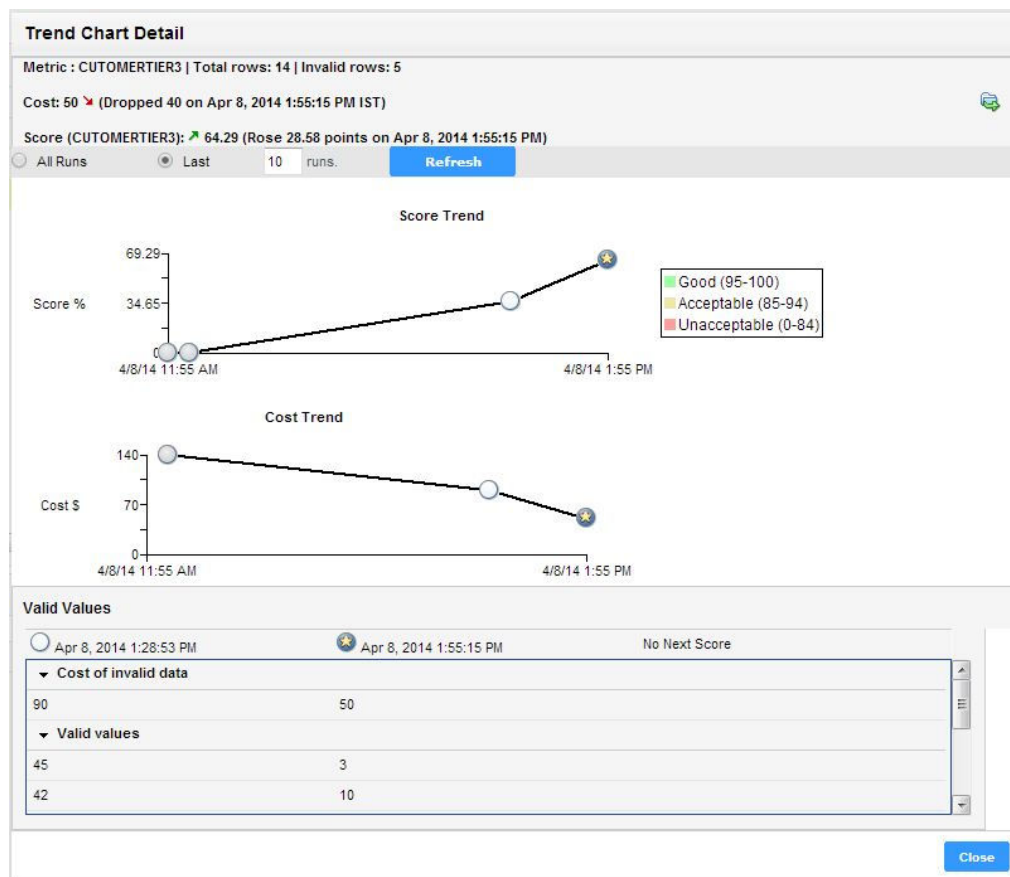 Trend Chart Detail
Metric : CUTOMERTIER3 | Total rows: 14 | Invalid rows: 5
Cost: 50 (Dropped 40 on Apr 8, 2014 1:55:15 PM IST)
Score (CUTOMERTIER3): 64.29 (Rose 28.58 points on Apr 8, 2014 1:55:15 PM)
All Runs Last 10 runs. Refresh
Score Trend
69.29
Score % 34.65
0
4/8/14 11:55 AM 4/8/14 1:55 PM
Good (95-100)
Acceptable (85-94)
Unacceptable (0-84)
Cost Trend
140
Cost $ 70
0
4/8/14 11:55 AM 4/8/14 1:55 PM
Valid Values
Apr 8, 2014 1:28:53 PM Apr 8, 2014 1:55:15 PM No Next Score
Cost of invalid data
90 50
Valid values
45 3
42 10
Close